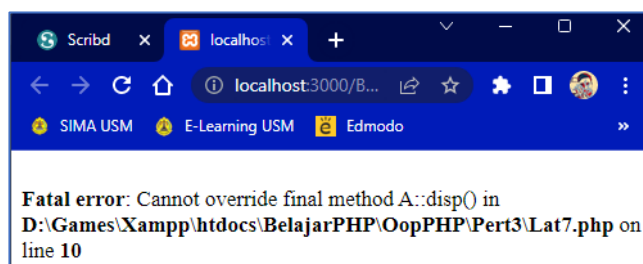 Scribd
localhost
localhost:3000/B...
SIMA USM
E-Learning USM
Edmodo
Fatal error: Cannot override final method A::disp() in
D:\Games\Xampp\htdocs\BelajarPHP\OopPHP\Pert3\Lat7.php on
line 10